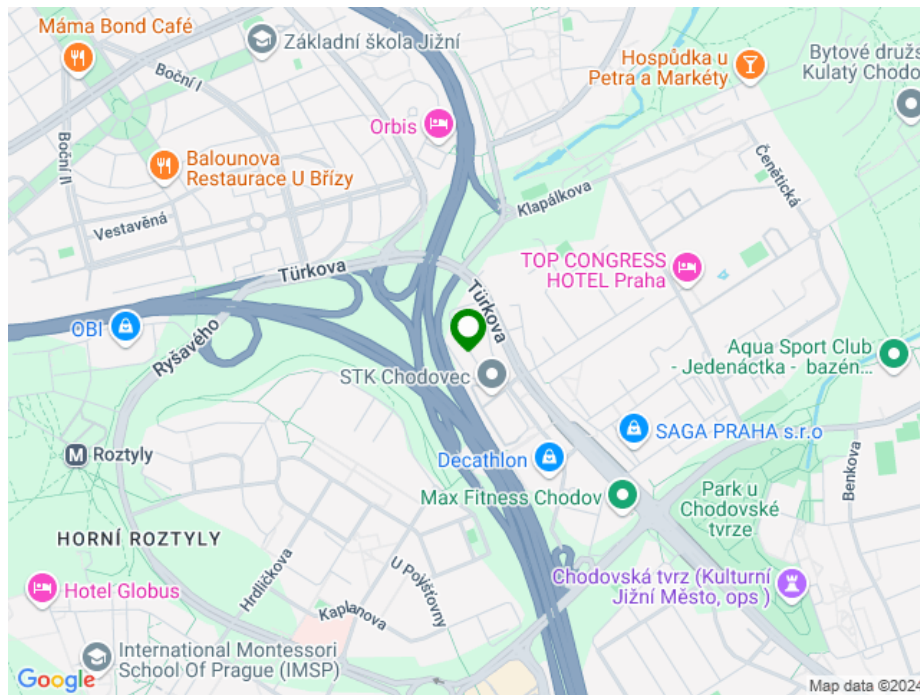 Máma Bond Café
Základní škola Jižní
Boční I
Hospůdka u
Petra a Markéty
Bytové družs
Kulatý Chodo
Orbis
Boční II
Balounova
Restaurace U Břízy
Čenětická
Klapálkova
Vestavěná
TOP CONGRESS
HOTEL Praha
Türkova
Türkova
OBI
Ryšavého
STK Chodovec
Aqua Sport Club
- Jedenáctka - bazén...
SAGA PRAHA s.r.o
M Roztyly
Decathlon
Benkova
Max Fitness Chodov
Park u
Chodovské
tvrze
HORNÍ ROZTYLY
Hrdličkova
U Pošťovny
Chodovská tvrz (Kulturní
Jižní Město, ops )
Hotel Globus
Kaplanova
International Montessori
School Of Prague (IMSP)
Google
Map data ©2024